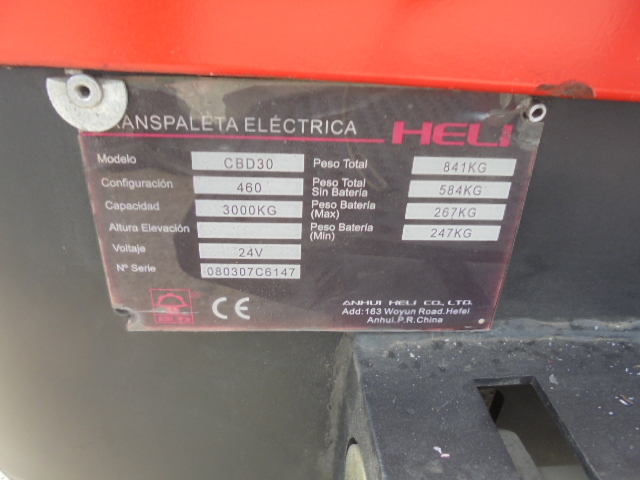 TRANSPALETA ELÉCTRICA HELI
Modelo CBD30 Peso Total 841KG
Configuración 460 Peso Total Sin Batería 584KG
Capacidad 3000KG Peso Batería (Max) 267KG
Altura Elevación Peso Batería (Min) 247KG
Voltaje 24V
Nº Serie 080307C6147
CE
ANHUI HELI CO., LTD.
Add:163 Woyun Road.Hefei
Anhui.P.R.China